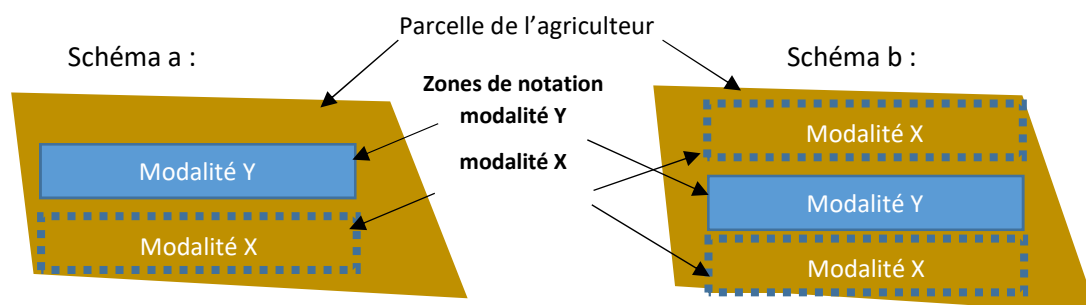 Parcelle de l’agriculteur
Schéma a :
Schéma b :
Zones de notation
modalité Y
modalité X
Modalité Y
Modalité X
Modalité X
Modalité Y
Modalité X